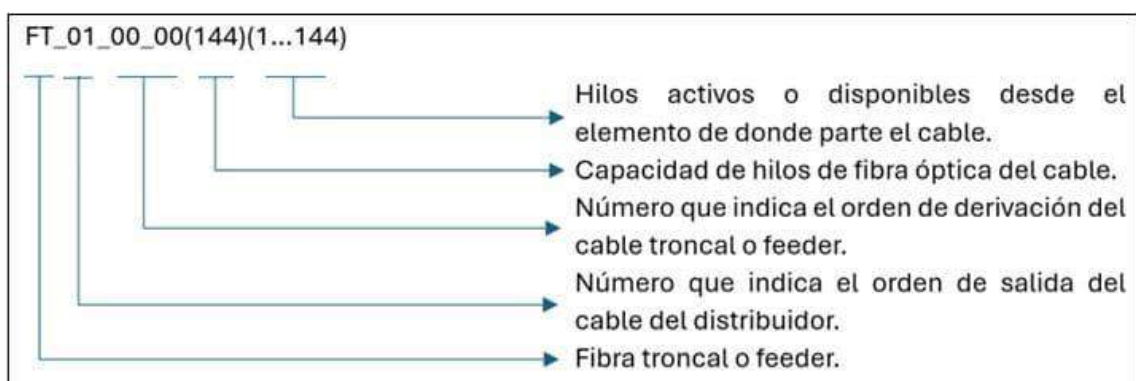 FT_01_00_00(144)(1...144)
Hilos activos o disponibles desde el
elemento de donde parte el cable.
Capacidad de hilos de fibra óptica del cable.
Número que indica el orden de derivación del
cable troncal o feeder.
Número que indica el orden de salida del
cable del distribuidor.
Fibra troncal o feeder.